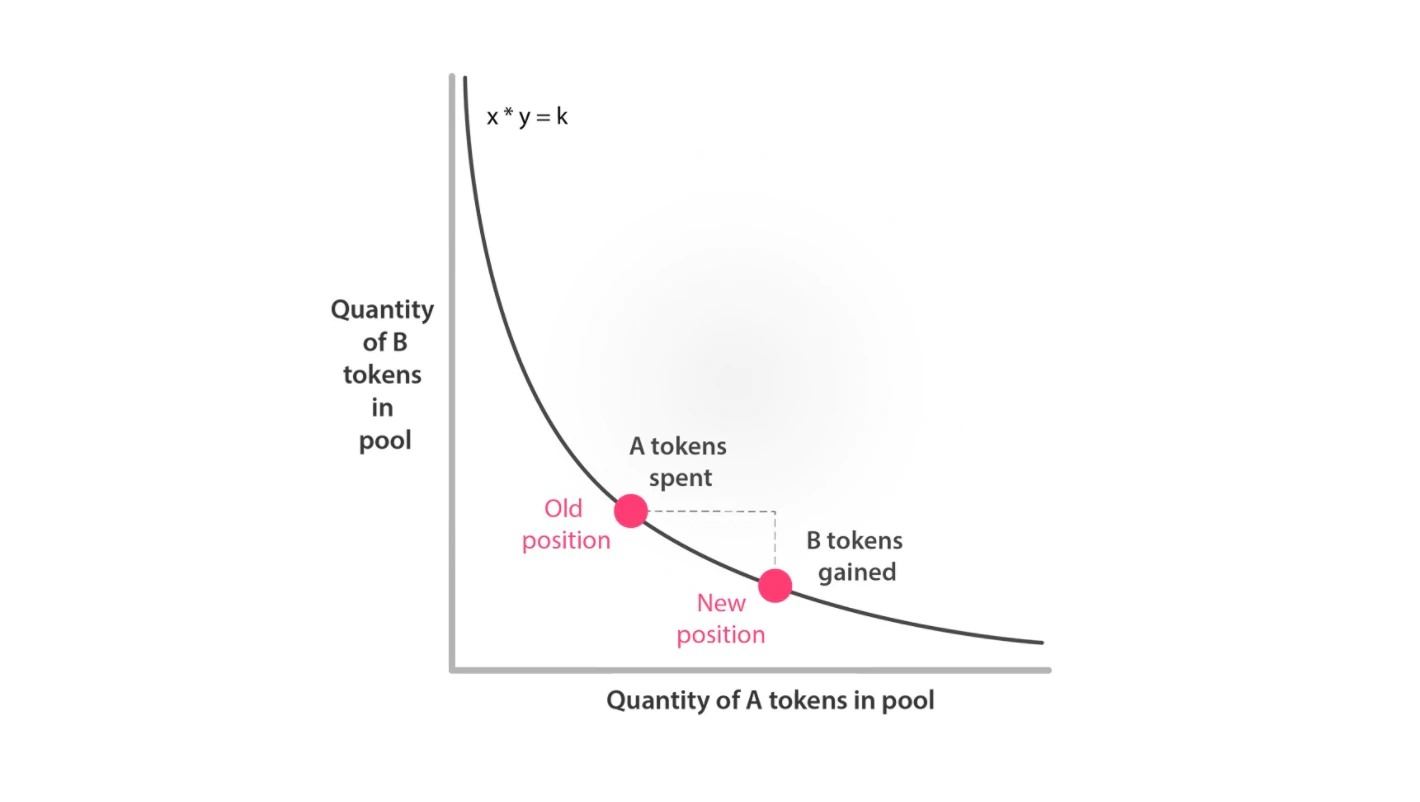 x * y = k
Quantity
of B
tokens
in
pool
A tokens
spent
Old
position
B tokens
gained
New
position
Quantity of A tokens in pool